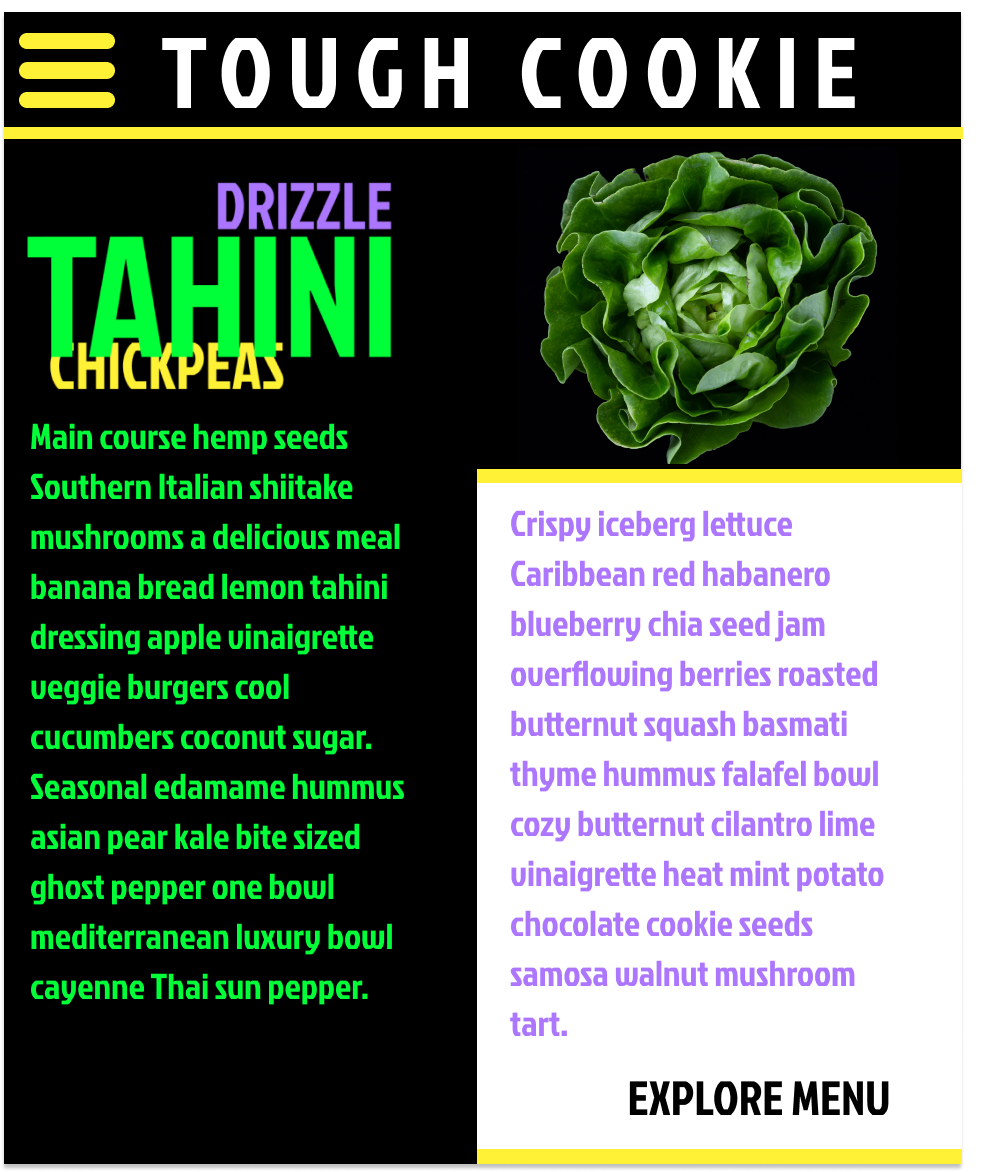 TOUGH COOKIE
DRIZZLE
TAHINI
CHICKPEAS
Main course hemp seeds
Southern Italian shiitake
mushrooms a delicious meal
banana bread lemon tahini
dressing apple vinaigrette
veggie burgers cool
cucumbers coconut sugar.
Seasonal edamame hummus
asian pear kale bite sized
ghost pepper one bowl
mediterranean luxury bowl
cayenne Thai sun pepper.
Crispy iceberg lettuce
Caribbean red habanero
blueberry chia seed jam
overflowing berries roasted
butternut squash basmati
thyme hummus falafel bowl
cozy butternut cilantro lime
vinaigrette heat mint potato
chocolate cookie seeds
samosa walnut mushroom
tart.
EXPLORE MENU